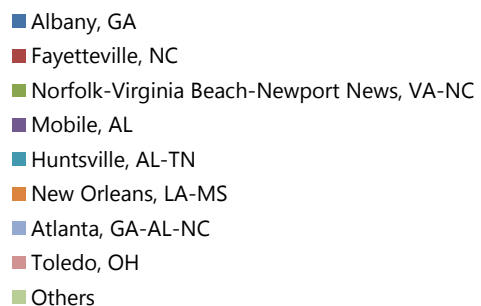 Albany, GA
Fayetteville, NC
Norfolk-Virginia Beach-Newport News, VA-NC
Mobile, AL
Huntsville, AL-TN
New Orleans, LA-MS
Atlanta, GA-AL-NC
Toledo, OH
Others